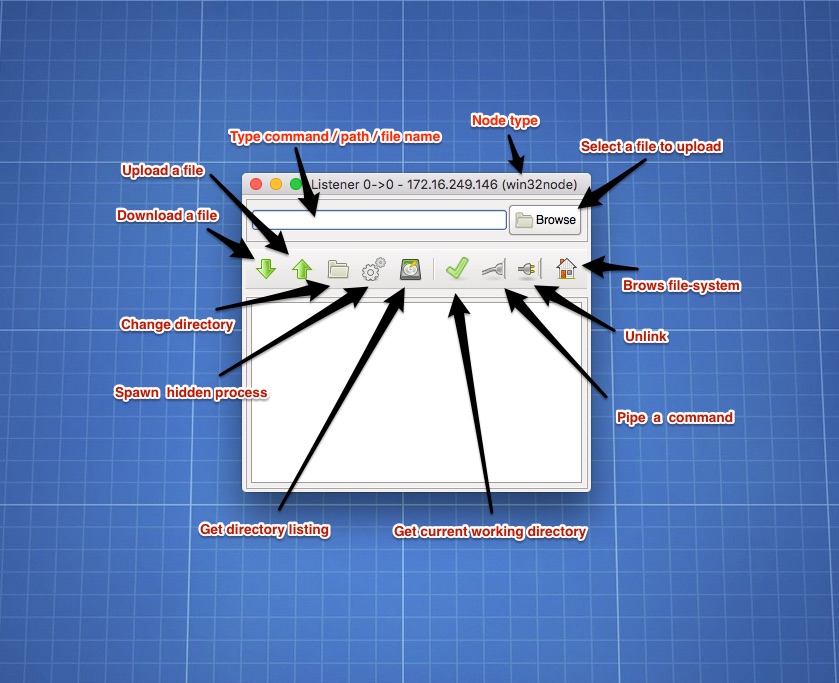 Node type
Type command / path / file name
Select a file to upload
Upload a file
Listener 0->0 - 172.16.249.146 (win32node)
Download a file
Browse
Brows file-system
Change directory
Unlink
Spawn hidden process
Pipe a command
Get directory listing
Get current working directory